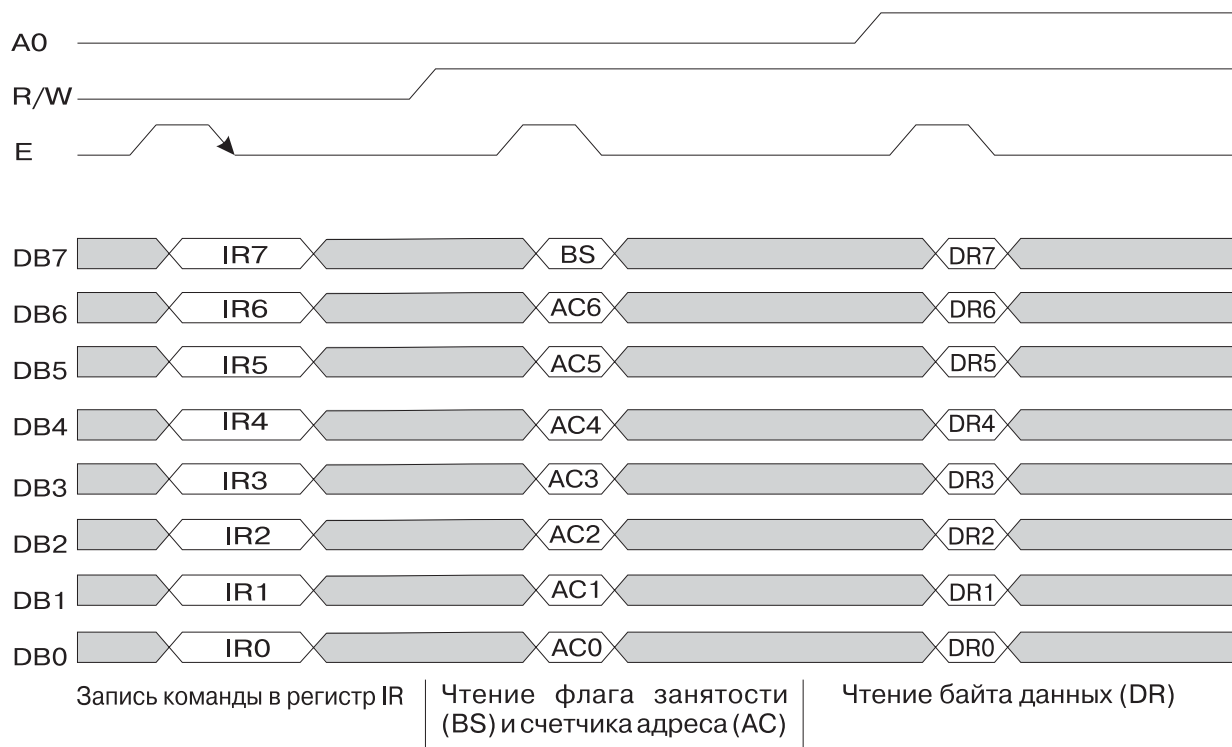 A0
R/W
E
DB7 IR7 BS DR7
DB6 IR6 AC6 DR6
DB5 IR5 AC5 DR5
DB4 IR4 AC4 DR4
DB3 IR3 AC3 DR3
DB2 IR2 AC2 DR2
DB1 IR1 AC1 DR1
DB0 IR0 AC0 DR0
Запись команды в регистр IR
Чтение флага занятости
(BS) и счетчика адреса (AC)
Чтение байта данных (DR)